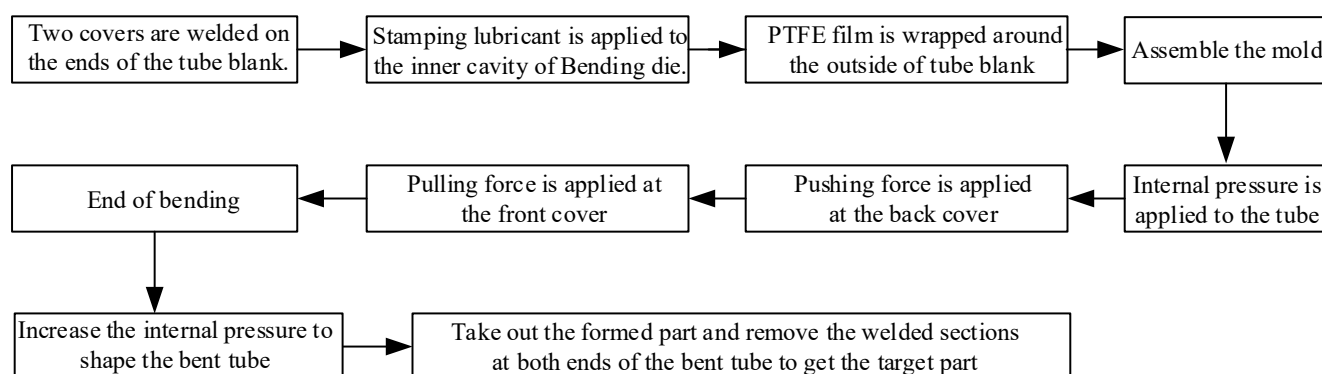 Two covers are welded on
the ends of the tube blank.
Stamping lubricant is applied to
the inner cavity of Bending die.
PTFE film is wrapped around
the outside of tube blank
Assemble the mold
Internal pressure is
applied to the tube
Pushing force is applied
at the back cover
Pulling force is applied at
the front cover
End of bending
Increase the internal pressure to
shape the bent tube
Take out the formed part and remove the welded sections
at both ends of the bent tube to get the target part